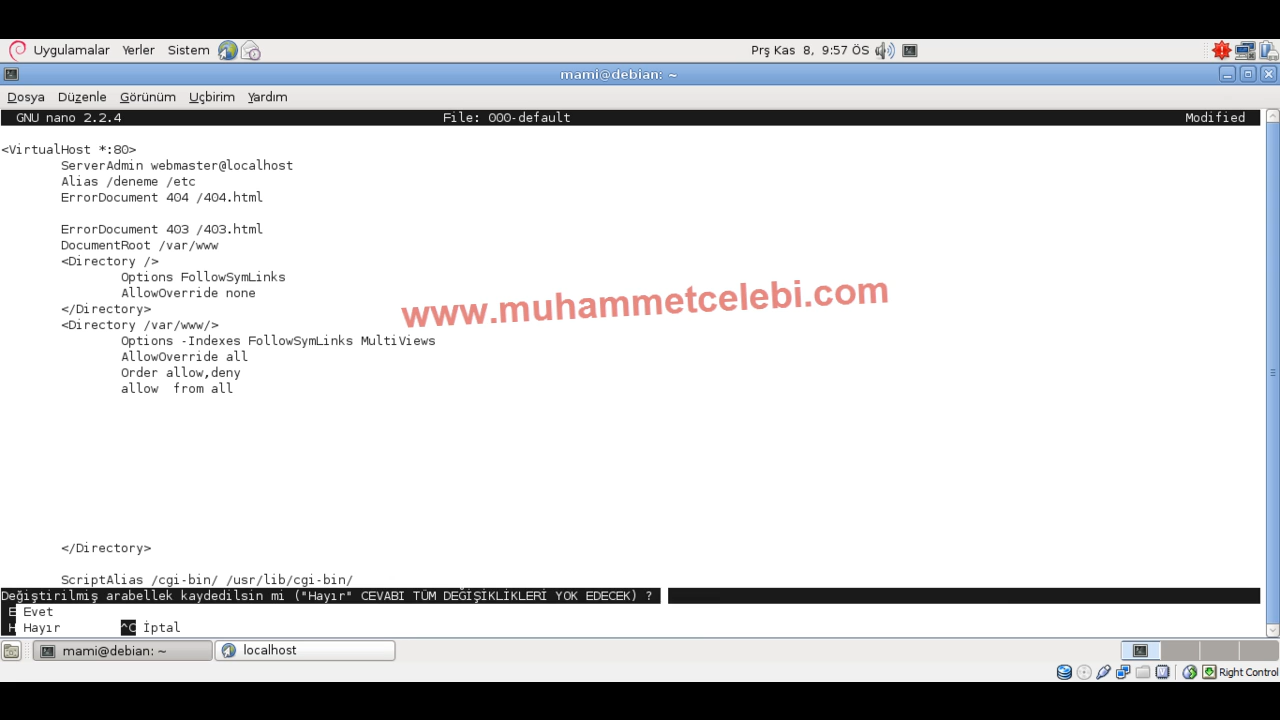 Uygulamalar Yerler Sistem Prş Kas 8, 9:57 ÖS
mami@debian: ~
Dosya Düzenle Görünüm Uçbirim Yardım
GNU nano 2.2.4 File: 000-default Modified
<VirtualHost *:80>
ServerAdmin webmaster@localhost
Alias /deneme /etc
ErrorDocument 404 /404.html
ErrorDocument 403 /403.html
DocumentRoot /var/www
<Directory />
Options FollowSymLinks
AllowOverride none
</Directory>
www.muhammetcelebi.com
<Directory /var/www/>
Options -Indexes FollowSymLinks MultiViews
AllowOverride all
Order allow,deny
allow  from all
</Directory>
ScriptAlias /cgi-bin/ /usr/lib/cgi-bin/
Değiştirilmiş arabellek kaydedilsin mi ("Hayır" CEVABI TÜM DEĞİŞİKLİKLERİ YOK EDECEK) ?
E Evet
H Hayır ^C İptal
mami@debian: ~ localhost
Right Control